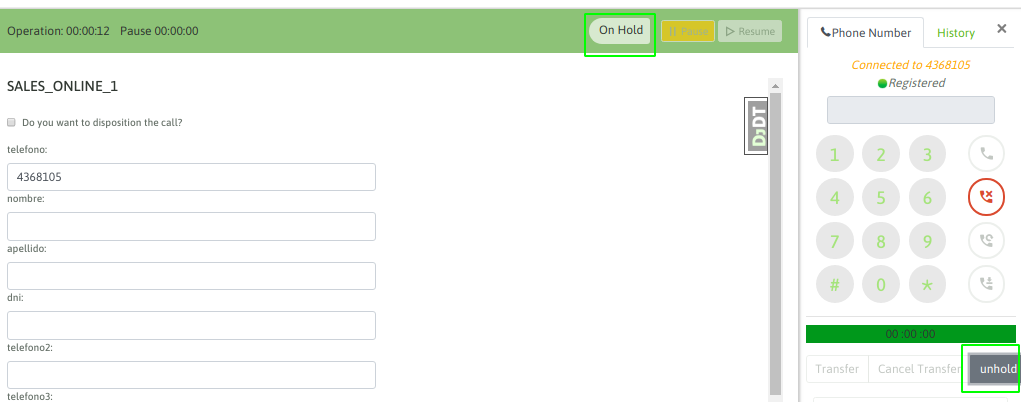 Operation: 00:00:12 Pause 00:00:00
On Hold
Pause
Resume
SALES_ONLINE_1
Do you want to disposition the call?
telefono:
4368105
nombre:
apellido:
dni:
telefono2:
telefono3:
DjDT
Phone Number
History
×
Connected to 4368105
Registered
1 2 3
4 5 6
7 8 9
# 0 *
00 :00 :00
Transfer
Cancel Transfer
unhold